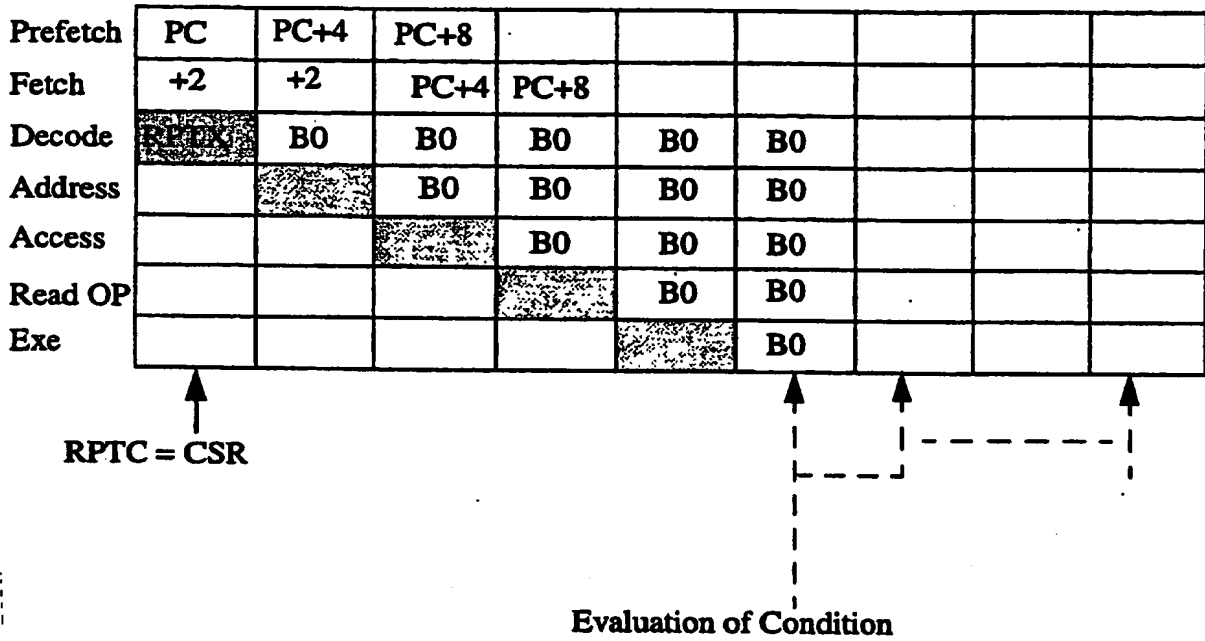 Prefetch PC PC+4 PC+8
Fetch +2 +2 PC+4 PC+8
Decode RPTX B0 B0 B0 B0 B0
Address B0 B0 B0 B0
Access B0 B0 B0
Read OP B0 B0
Exe B0
RPTC = CSR
Evaluation of Condition